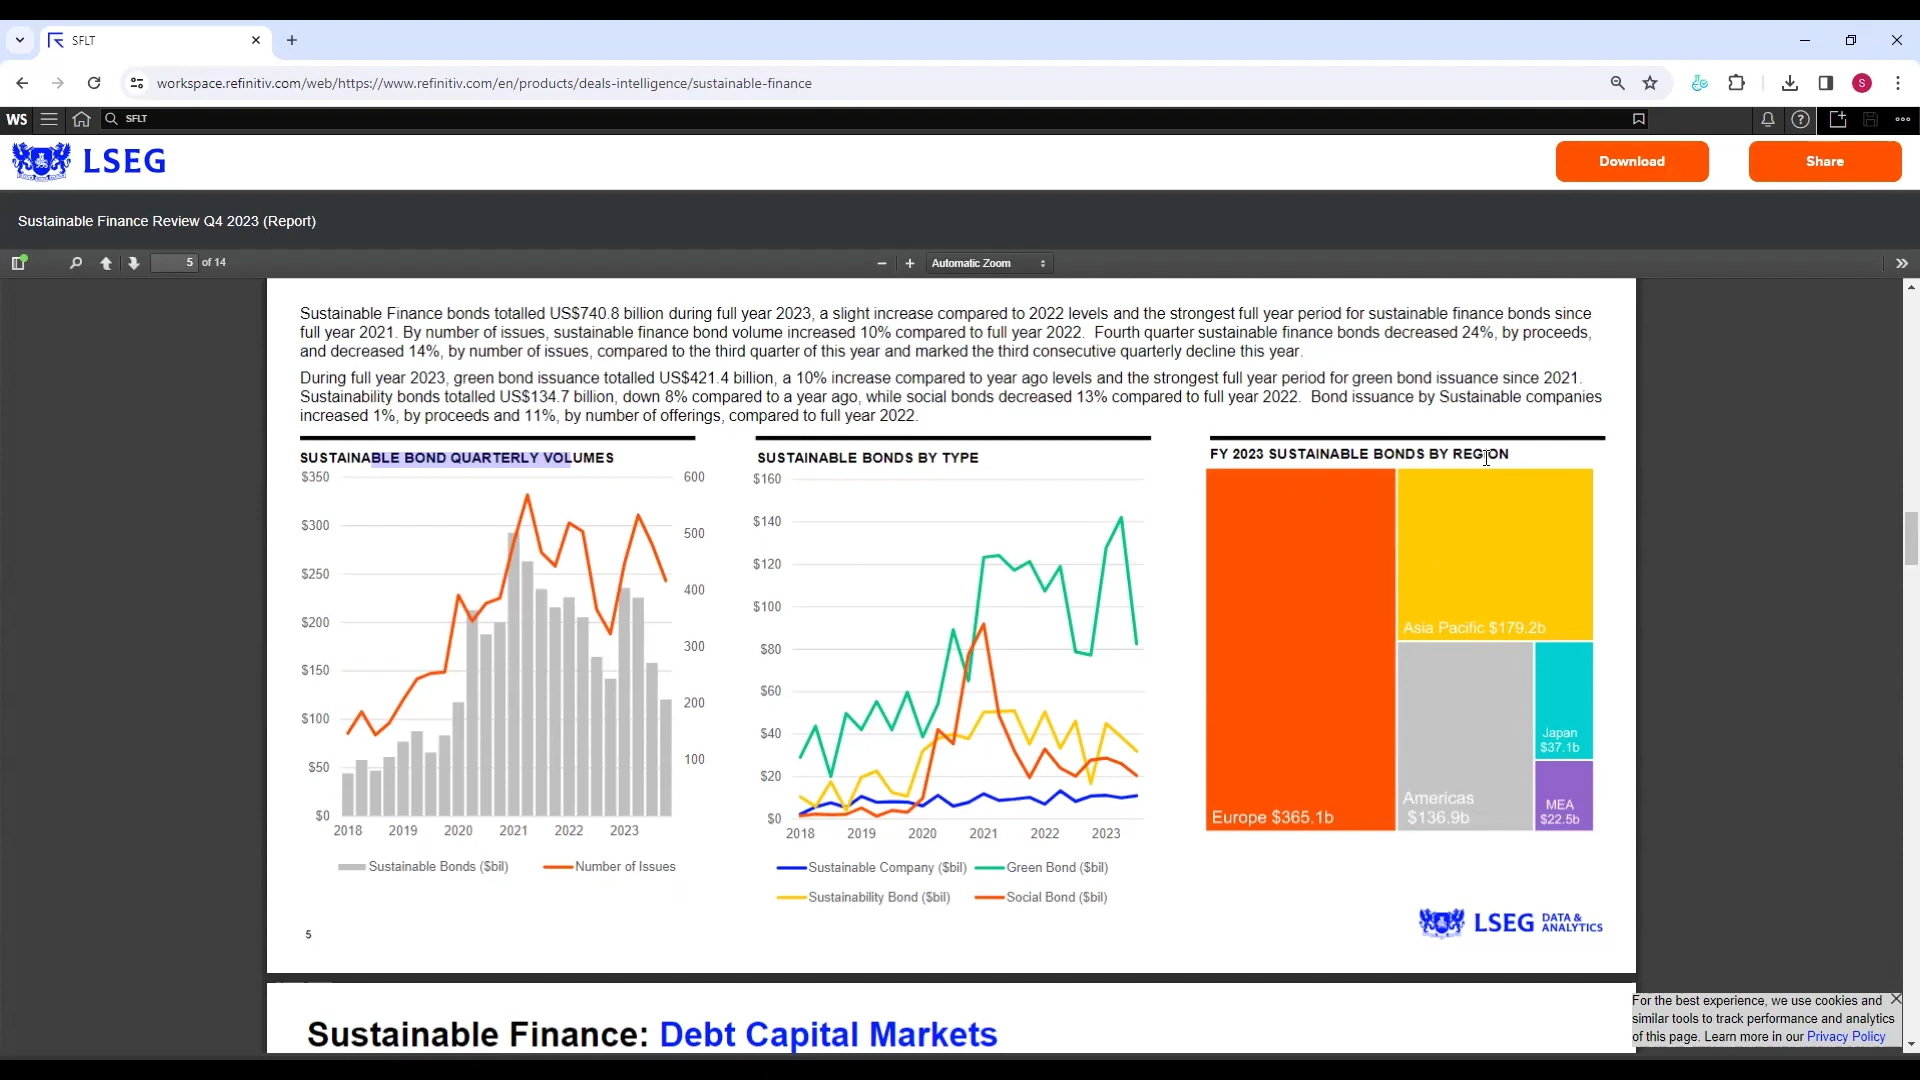 SFLT
workspace.refinitiv.com/web/https://www.refinitiv.com/en/products/deals-intelligence/sustainable-finance
S
WS
SFLT
LSEG
Download
Share
Sustainable Finance Review Q4 2023 (Report)
5 of 14
Automatic Zoom
Sustainable Finance bonds totalled US$740.8 billion during full year 2023, a slight increase compared to 2022 levels and the strongest full year period for sustainable finance bonds since
full year 2021. By number of issues, sustainable finance bond volume increased 10% compared to full year 2022. Fourth quarter sustainable finance bonds decreased 24%, by proceeds,
and decreased 14%, by number of issues, compared to the third quarter of this year and marked the third consecutive quarterly decline this year.
During full year 2023, green bond issuance totalled US$421.4 billion, a 10% increase compared to year ago levels and the strongest full year period for green bond issuance since 2021.
Sustainability bonds totalled US$134.7 billion, down 8% compared to a year ago, while social bonds decreased 13% compared to full year 2022. Bond issuance by Sustainable companies
increased 1%, by proceeds and 11%, by number of offerings, compared to full year 2022.
SUSTAINABLE BOND QUARTERLY VOLUMES
$350
$300
$250
$200
$150
$100
$50
$0
600
500
400
300
200
100
2018 2019 2020 2021 2022 2023
Sustainable Bonds ($bil) Number of Issues
SUSTAINABLE BONDS BY TYPE
$160
$140
$120
$100
$80
$60
$40
$20
$0
2018 2019 2020 2021 2022 2023
Sustainable Company ($bil) Green Bond ($bil)
Sustainability Bond ($bil) Social Bond ($bil)
FY 2023 SUSTAINABLE BONDS BY REGION
Asia Pacific $179.2b
Japan
$37.1b
Americas
$136.9b
MEA
$22.5b
Europe $365.1b
LSEG DATA &
ANALYTICS
5
Sustainable Finance: Debt Capital Markets
For the best experience, we use cookies and
similar tools to track performance and analytics
of this page. Learn more in our Privacy Policy